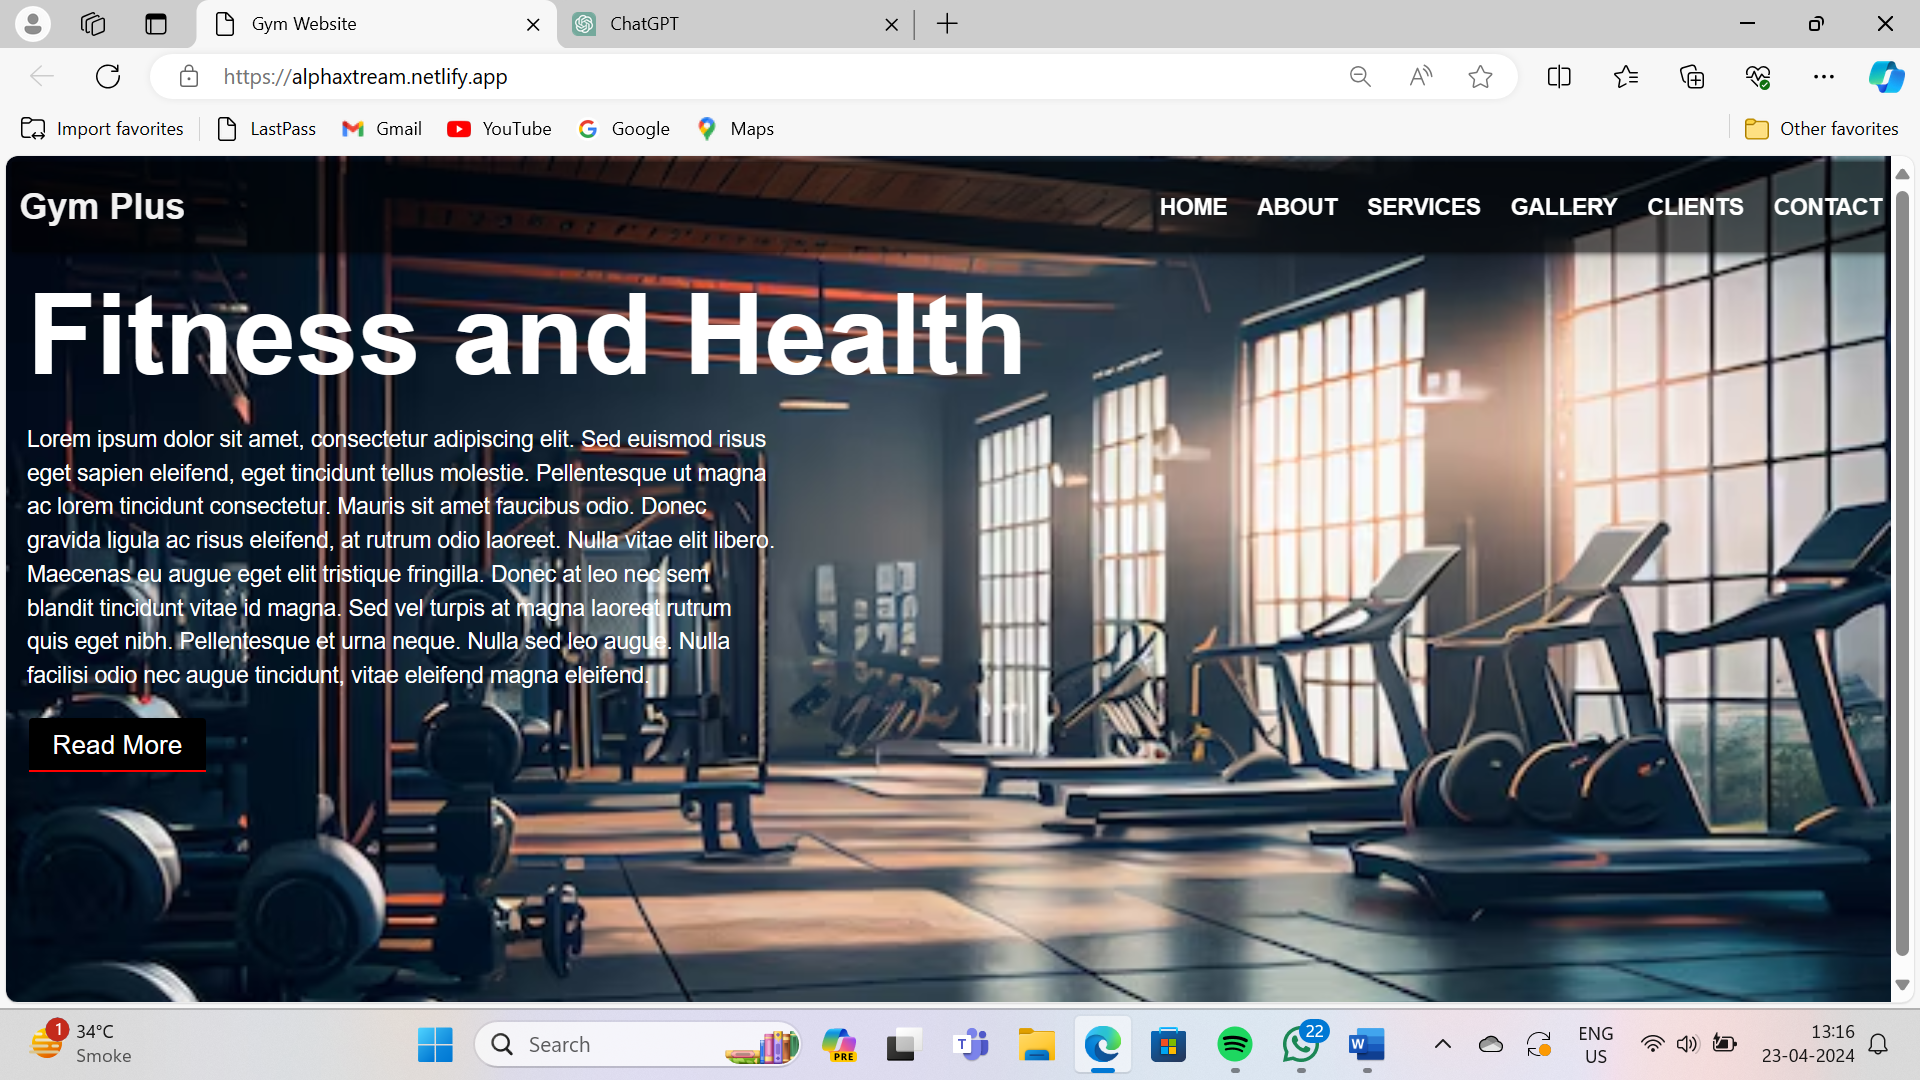 Gym Website
ChatGPT
https://alphaxtream.netlify.app
Import favorites
LastPass
Gmail
YouTube
Google
Maps
Other favorites
Gym Plus
HOME ABOUT SERVICES GALLERY CLIENTS CONTACT
Fitness and Health
Lorem ipsum dolor sit amet, consectetur adipiscing elit. Sed euismod risus
eget sapien eleifend, eget tincidunt tellus molestie. Pellentesque ut magna
ac lorem tincidunt consectetur. Mauris sit amet faucibus odio. Donec
gravida ligula ac risus eleifend, at rutrum odio laoreet. Nulla vitae elit libero.
Maecenas eu augue eget elit tristique fringilla. Donec at leo nec sem
blandit tincidunt vitae id magna. Sed vel turpis at magna laoreet rutrum
quis eget nibh. Pellentesque et urna neque. Nulla sed leo augue. Nulla
facilisi odio nec augue tincidunt, vitae eleifend magna eleifend.
Read More
1
34°C
Smoke
Search
PRE
T
22
W
ENG
US
13:16
23-04-2024